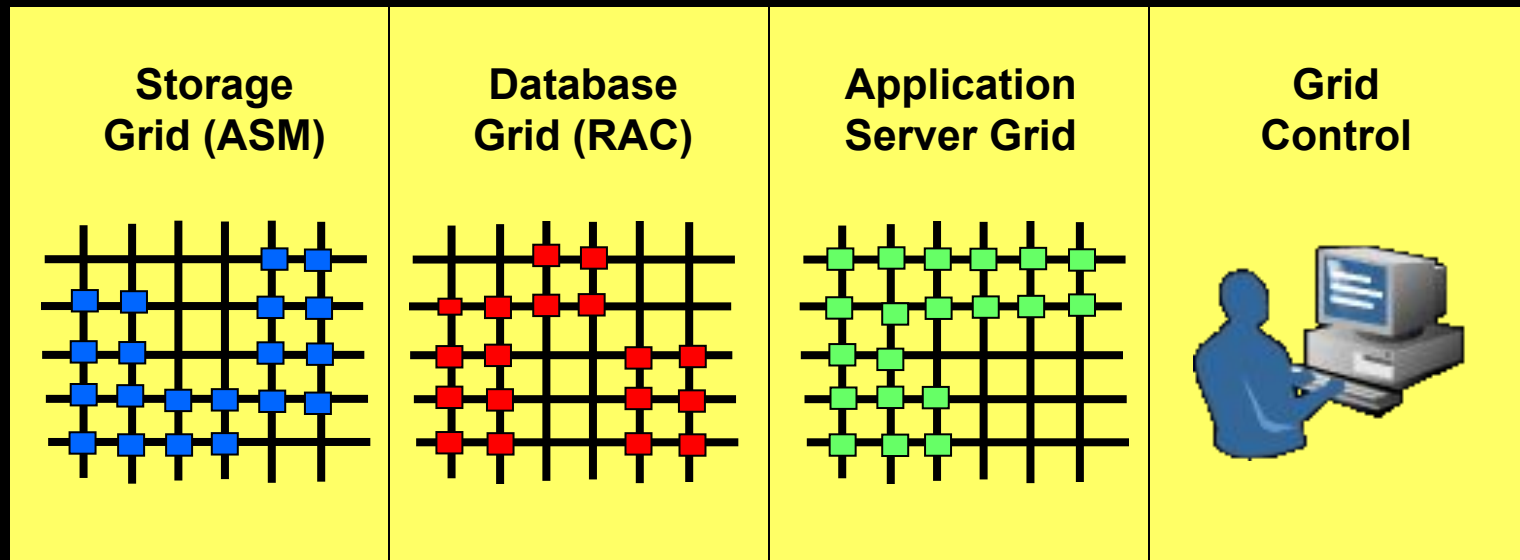 Storage
Grid (ASM)
Database
Grid (RAC)
Application
Server Grid
Grid
Control